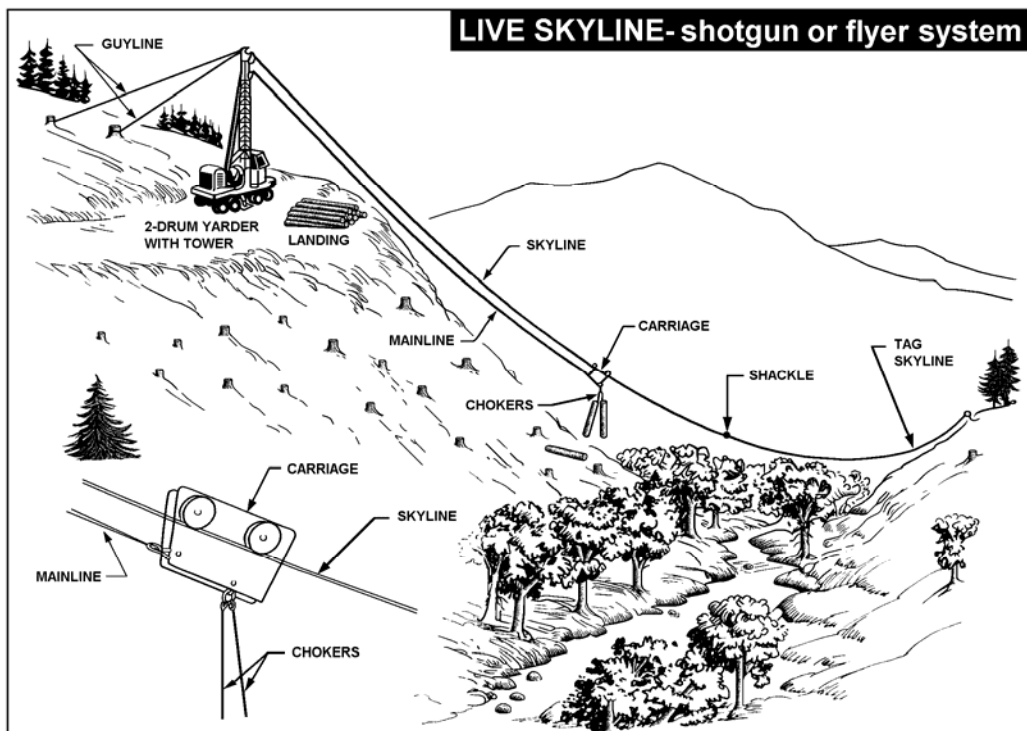 LIVE SKYLINE- shotgun or flyer system
GUYLINE
2-DRUM YARDER
WITH TOWER
LANDING
SKYLINE
MAINLINE
CARRIAGE
TAG
SKYLINE
SHACKLE
CHOKERS
CARRIAGE
SKYLINE
MAINLINE
CHOKERS